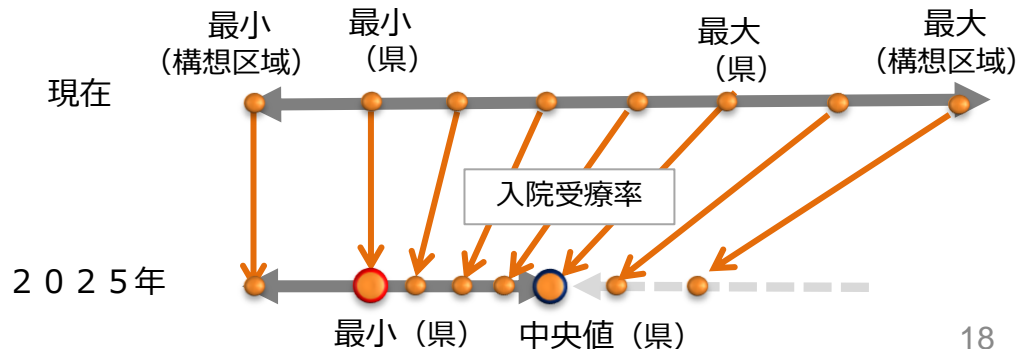 最小
（構想区域）
最小
（県）
最大
（県）
最大
（構想区域）
現在
入院受療率
２０２５年
最小（県）
中央値（県）
18